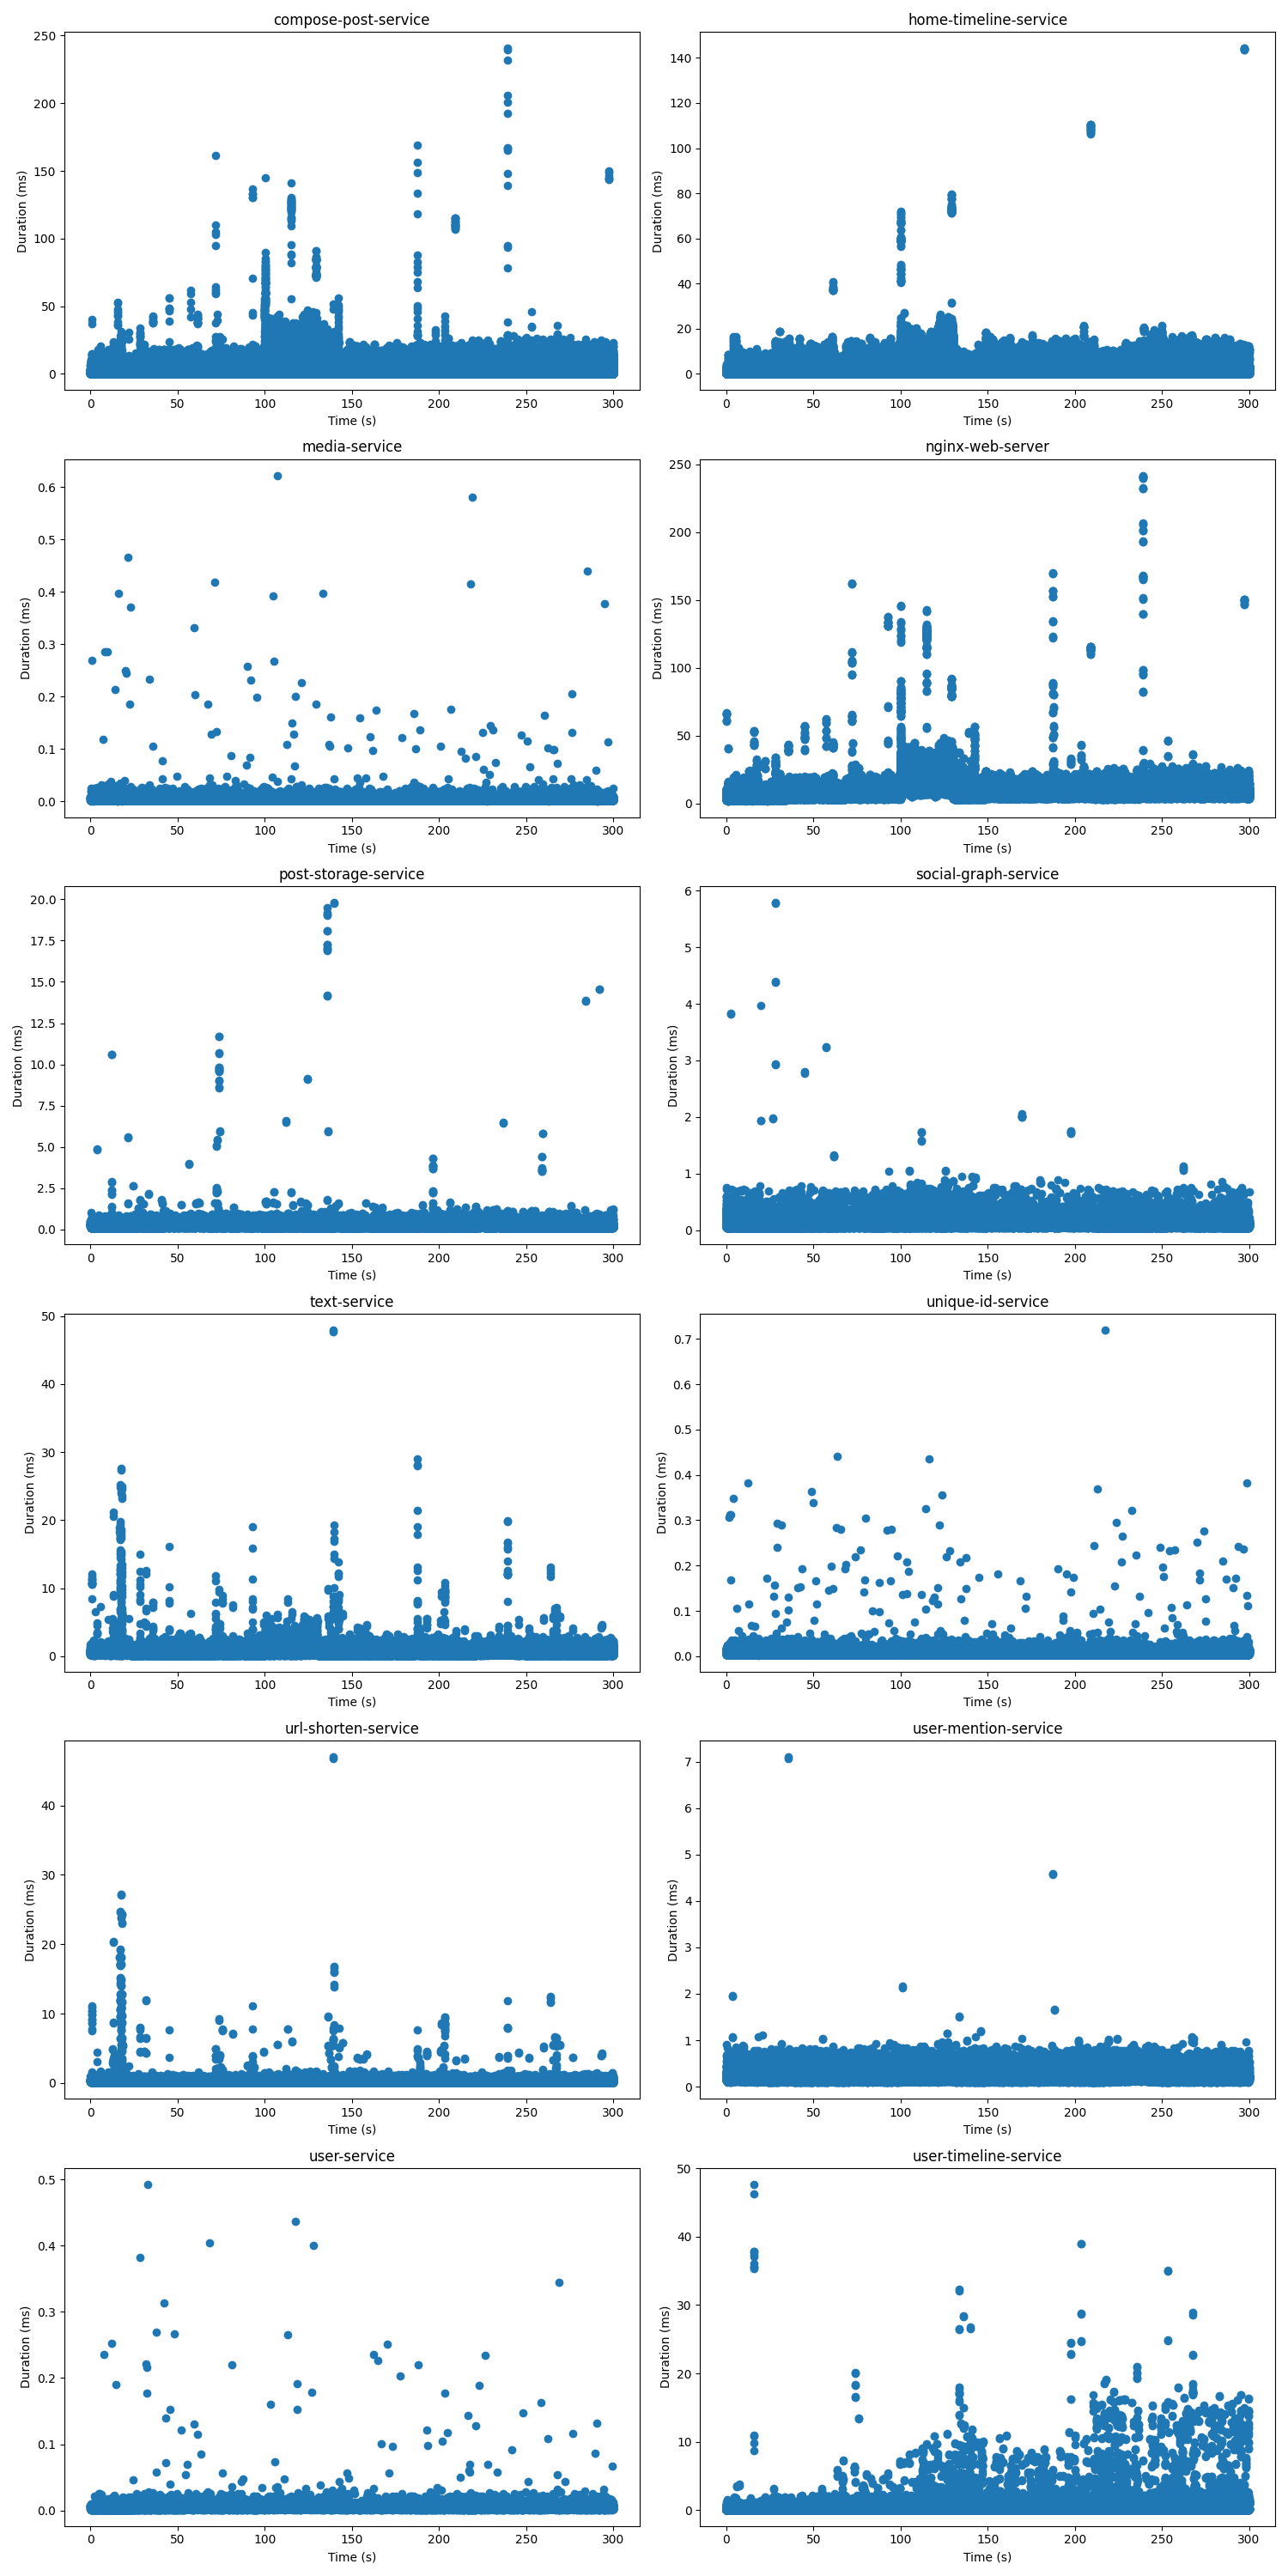 compose-post-service
250
200
150
100
50
0
Duration (ms)
0 50 100 150 200 250 300
Time (s)
home-timeline-service
140
120
100
80
60
40
20
0
Duration (ms)
0 50 100 150 200 250 300
Time (s)
media-service
0.6
0.5
0.4
0.3
0.2
0.1
0.0
Duration (ms)
0 50 100 150 200 250 300
Time (s)
nginx-web-server
250
200
150
100
50
0
Duration (ms)
0 50 100 150 200 250 300
Time (s)
post-storage-service
20.0
17.5
15.0
12.5
10.0
7.5
5.0
2.5
0.0
Duration (ms)
0 50 100 150 200 250 300
Time (s)
social-graph-service
6
5
4
3
2
1
0
Duration (ms)
0 50 100 150 200 250 300
Time (s)
text-service
50
40
30
20
10
0
Duration (ms)
0 50 100 150 200 250 300
Time (s)
unique-id-service
0.7
0.6
0.5
0.4
0.3
0.2
0.1
0.0
Duration (ms)
0 50 100 150 200 250 300
Time (s)
url-shorten-service
40
30
20
10
0
Duration (ms)
0 50 100 150 200 250 300
Time (s)
user-mention-service
7
6
5
4
3
2
1
0
Duration (ms)
0 50 100 150 200 250 300
Time (s)
user-service
0.5
0.4
0.3
0.2
0.1
0.0
Duration (ms)
0 50 100 150 200 250 300
Time (s)
user-timeline-service
50
40
30
20
10
0
Duration (ms)
0 50 100 150 200 250 300
Time (s)